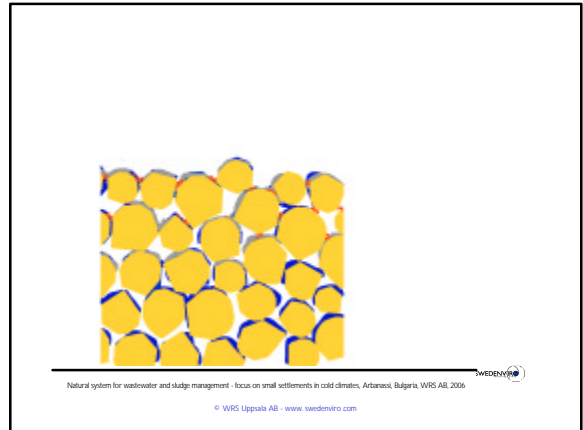 SWEDENVIRO
Natural system for wastewater and sludge management - focus on small settlements in cold climates, Arbanassi, Bulgaria, WRS AB, 2006
© WRS Uppsala AB - www.swedenviro.com